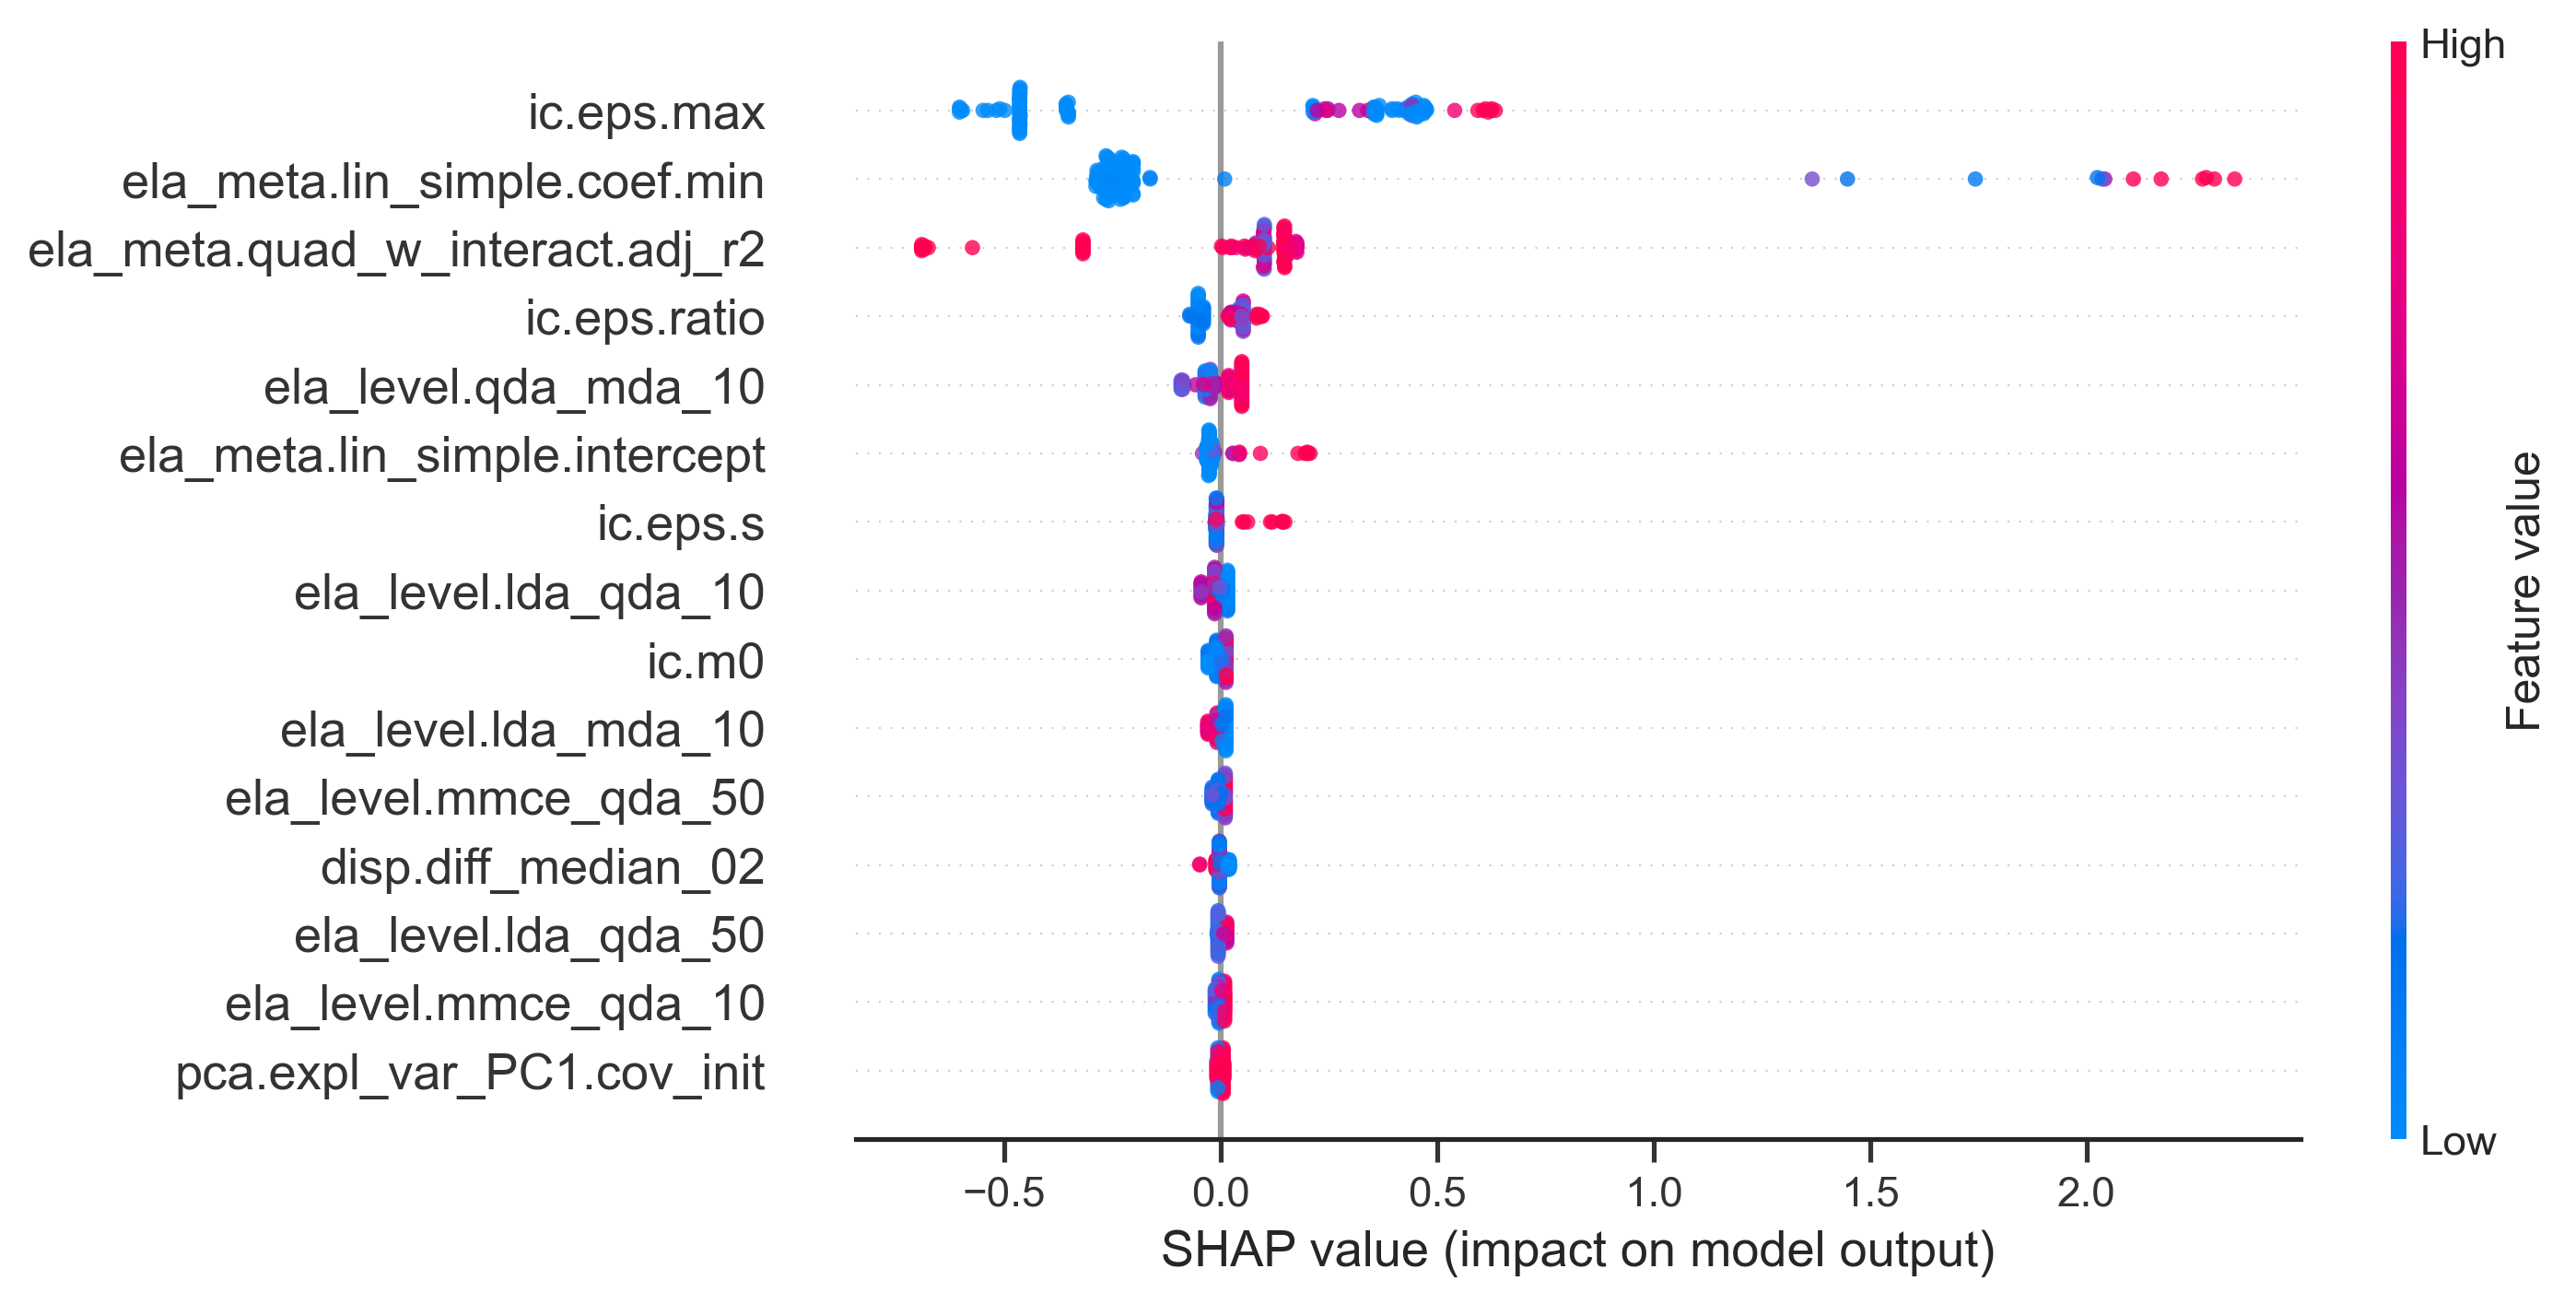 ic.eps.max
ela_meta.lin_simple.coef.min
ela_meta.quad_w_interact.adj_r2
ic.eps.ratio
ela_level.qda_mda_10
ela_meta.lin_simple.intercept
ic.eps.s
ela_level.lda_qda_10
ic.m0
ela_level.lda_mda_10
ela_level.mmce_qda_50
disp.diff_median_02
ela_level.lda_qda_50
ela_level.mmce_qda_10
pca.expl_var_PC1.cov_init
−0.5 0.0 0.5 1.0 1.5 2.0
SHAP value (impact on model output)
High
Feature value
Low